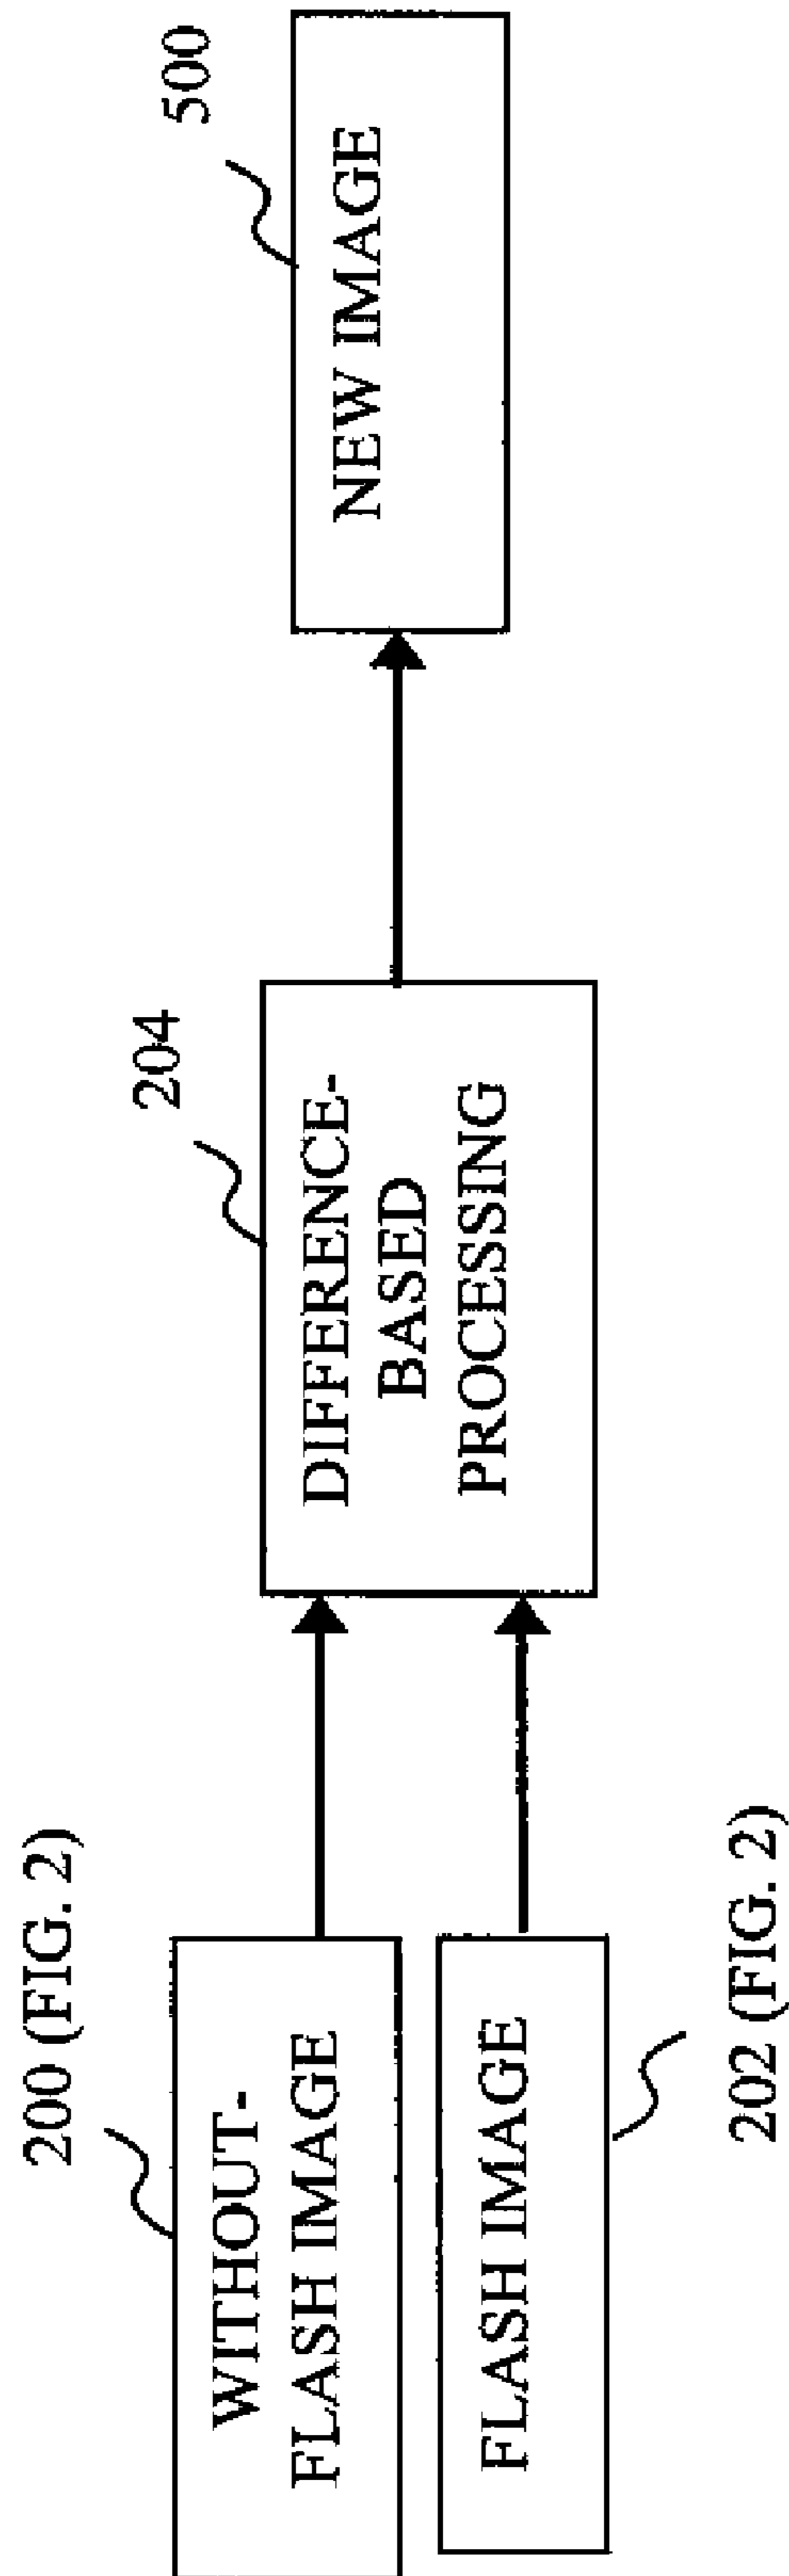 200 (FIG. 2)
WITHOUT-
FLASH IMAGE
FLASH IMAGE
202 (FIG. 2)
204
DIFFERENCE-
BASED
PROCESSING
500
NEW IMAGE